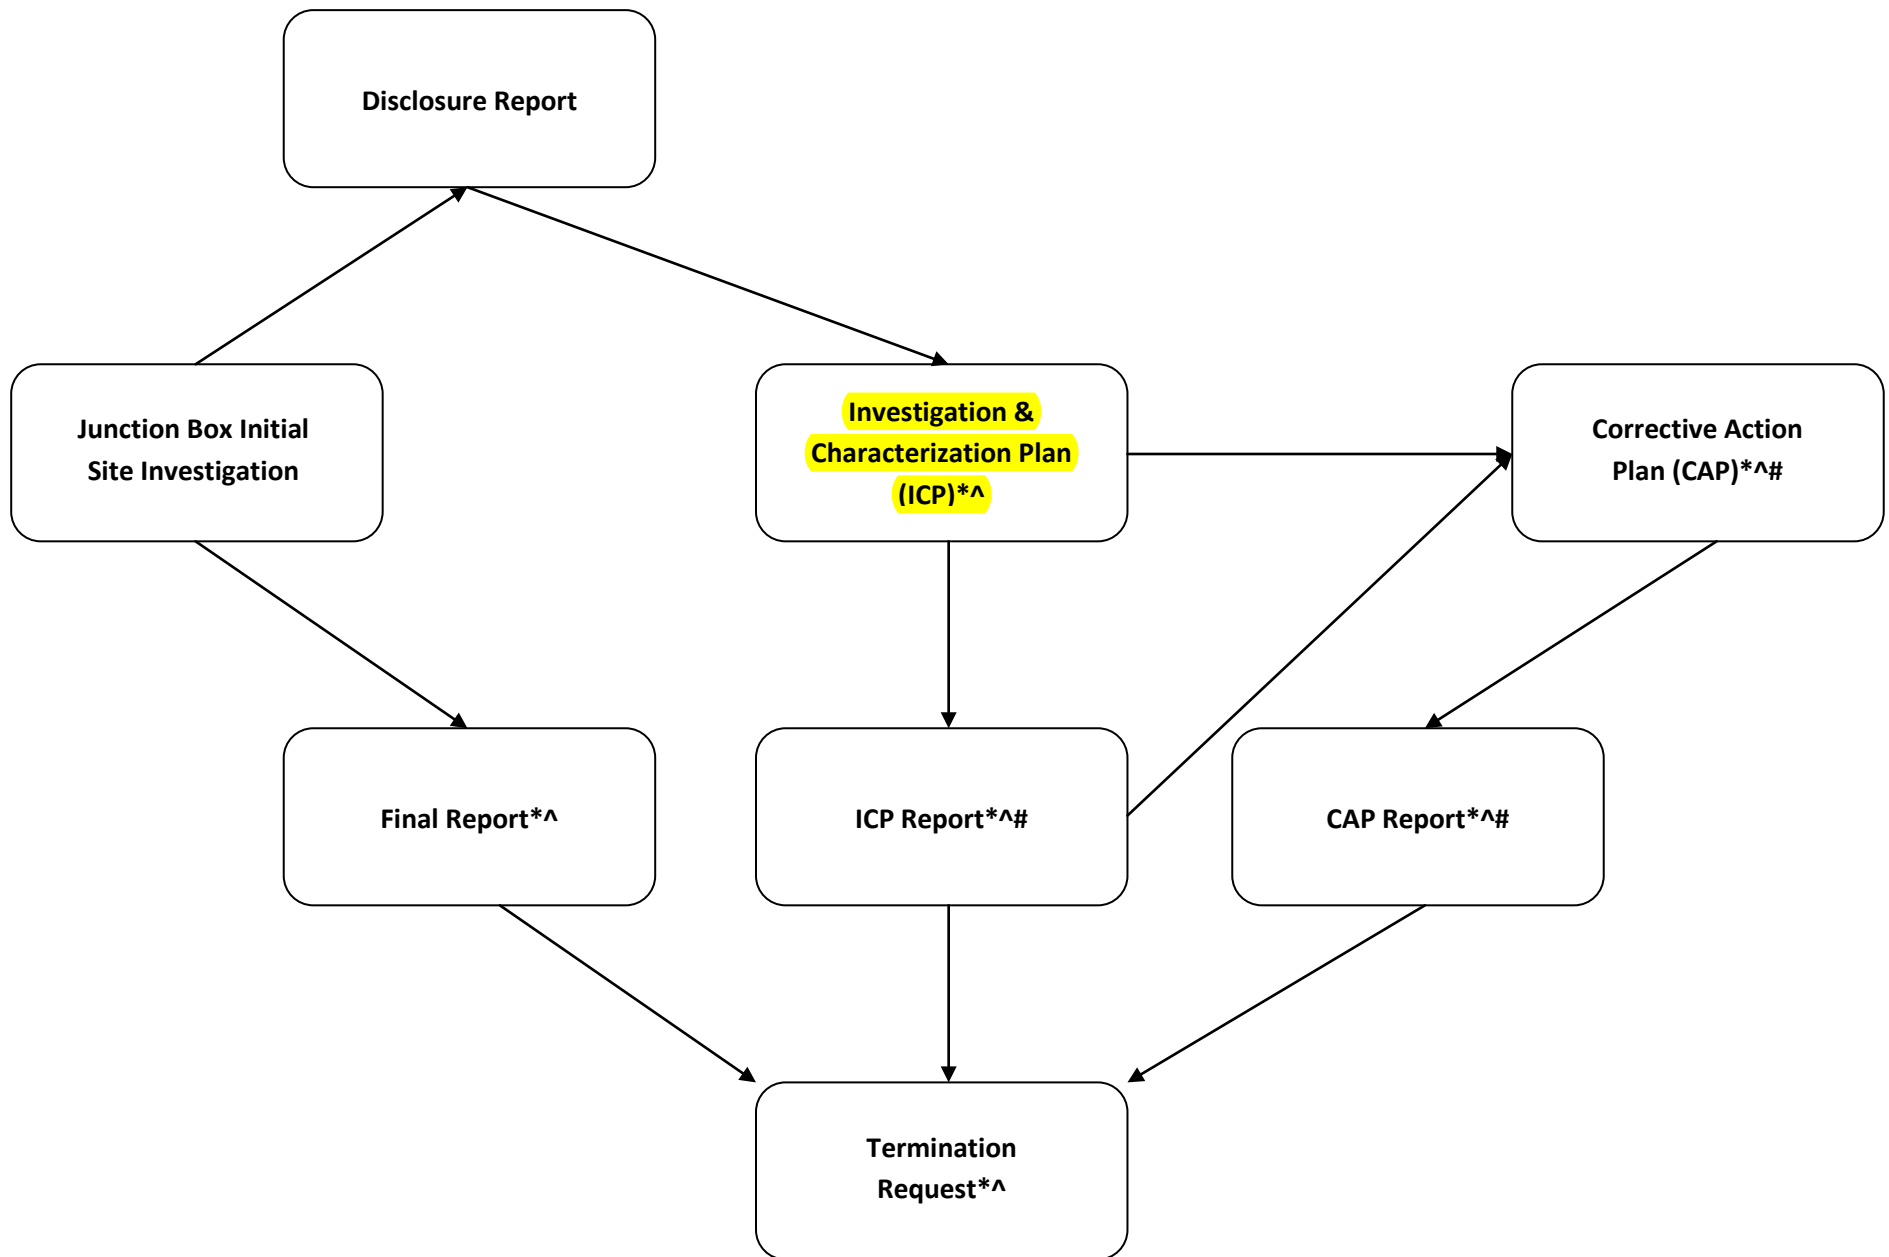 Disclosure Report
Junction Box Initial
Site Investigation
Investigation &
Characterization Plan
(ICP)*^
Corrective Action
Plan (CAP)*^#
Final Report*^
ICP Report*^#
CAP Report*^#
Termination
Request*^